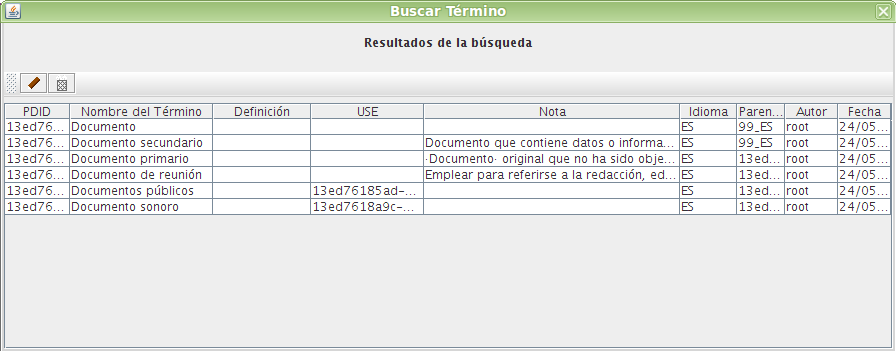 Buscar Término
Resultados de la búsqueda
PDID Nombre del Término Definición USE Nota Idioma Paren... Autor Fecha
13ed76... Documento ES 99_ES root 24/05...
13ed76... Documento secundario Documento que contiene datos o informa... ES 99_ES root 24/05...
13ed76... Documento primario ·Documento· original que no ha sido obje... ES 13ed... root 24/05...
13ed76... Documento de reunión Emplear para referirse a la redacción, ed... ES 13ed... root 24/05...
13ed76... Documentos públicos 13ed76185ad-... ES 13ed... root 24/05...
13ed76... Documento sonoro 13ed7618a9c-... ES 13ed... root 24/05...